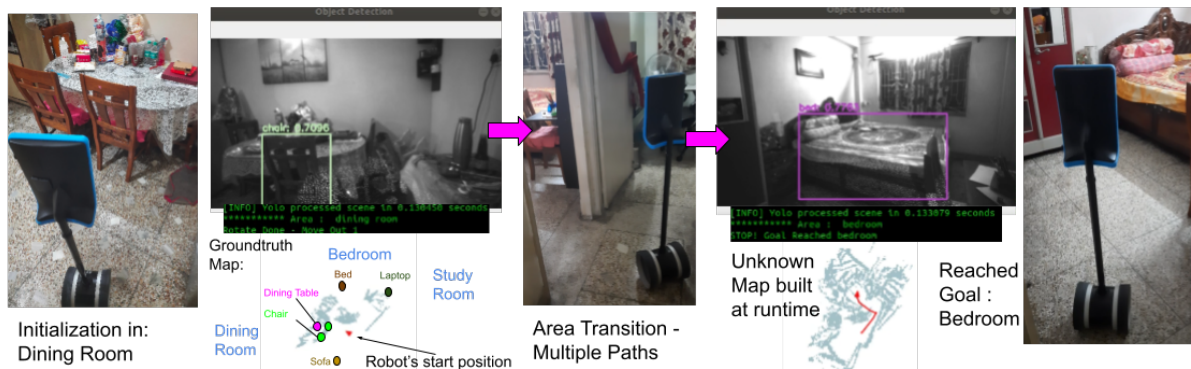 Object Detection
chair: 0.7096
[INFO] Yolo processed scene in 0.130450 seconds
*********** Area : dining room
Rotate Done - Move Out 1
Initialization in:
Dining Room
Groundtruth
Map:
Bedroom
Bed
Laptop
Study
Room
Dining Table
Chair
Dining
Room
Sofa
Robot's start position
Area Transition -
Multiple Paths
Object Detection
[INFO] Yolo processed scene in 0.133079 seconds
*********** Area : bedroom
STOP: Goal Reached bedroom
Unknown
Map built
at runtime
Reached
Goal :
Bedroom